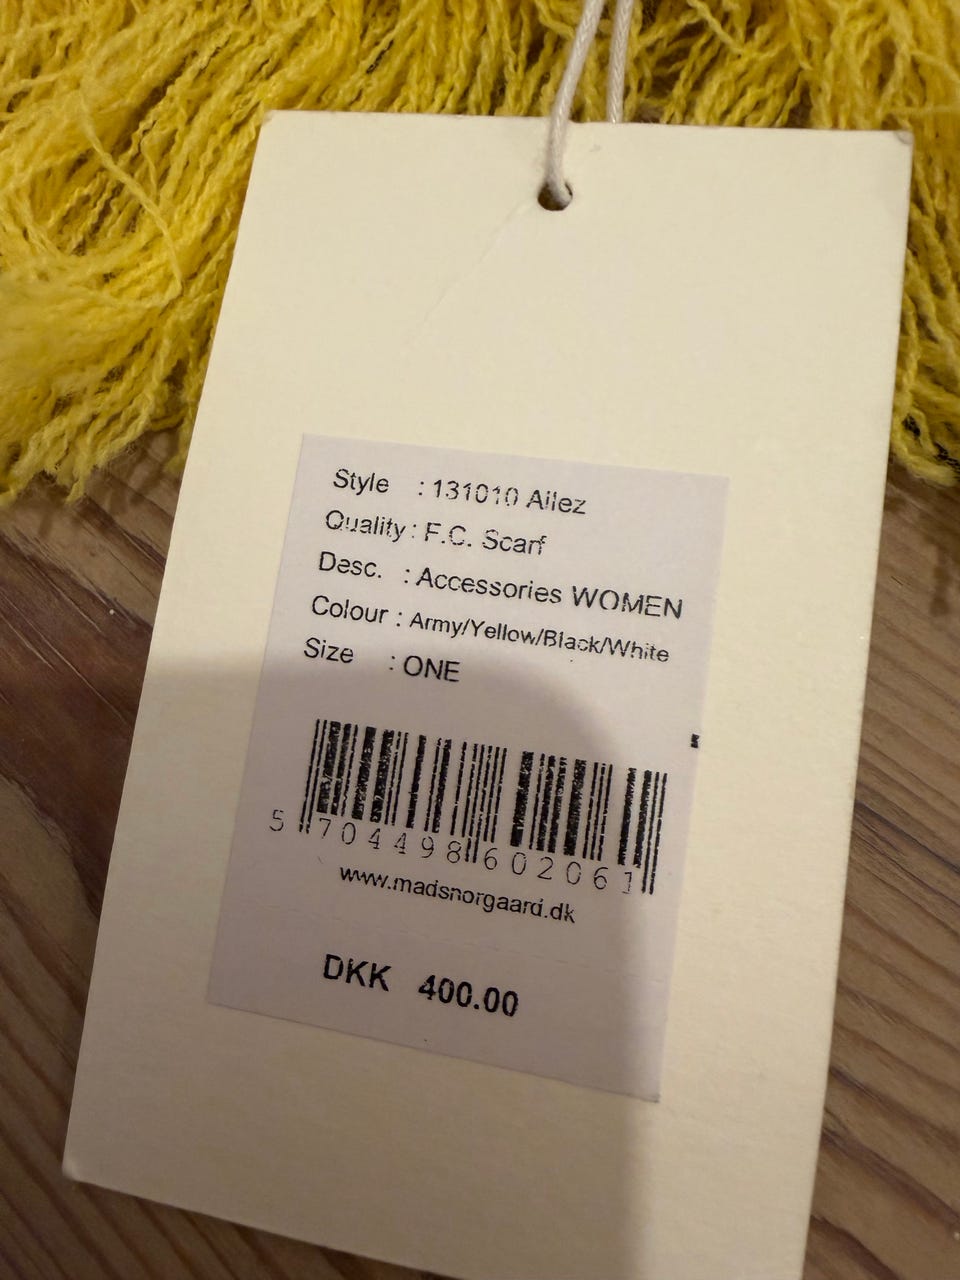 Style : 131010 Ailez
Quality : F.C. Scarf
Desc. : Accessories WOMEN
Colour : Army/Yellow/Black/White
Size : ONE
5 704498 602061
www.madsnorgaard.dk
DKK 400.00